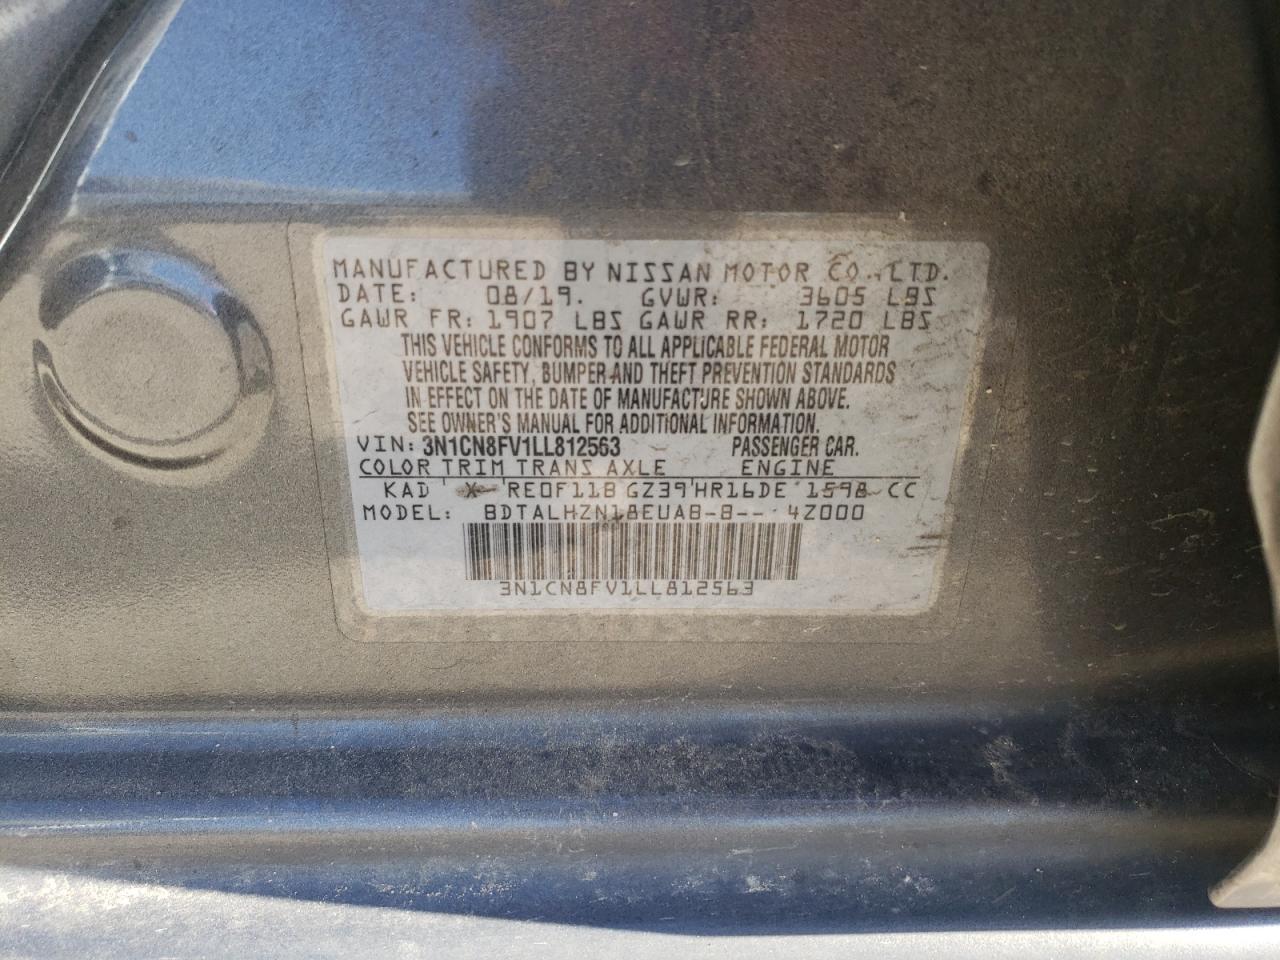 MANUFACTURED BY NISSAN MOTOR CO., LTD.
DATE: 08/19. GVWR: 3605 LBS
GAWR FR: 1907 LBS GAWR RR: 1720 LBS
THIS VEHICLE CONFORMS TO ALL APPLICABLE FEDERAL MOTOR
VEHICLE SAFETY, BUMPER AND THEFT PREVENTION STANDARDS
IN EFFECT ON THE DATE OF MANUFACTURE SHOWN ABOVE.
SEE OWNER'S MANUAL FOR ADDITIONAL INFORMATION.
VIN: 3N1CN8FV1LL812563 PASSENGER CAR.
COLOR TRIM TRANS AXLE ENGINE
KAD X RE0F11B GZ39 HR16DE 1598 CC
MODEL: BDTALHZN18EUAB-B-- 4Z000
3N1CN8FV1LL812563